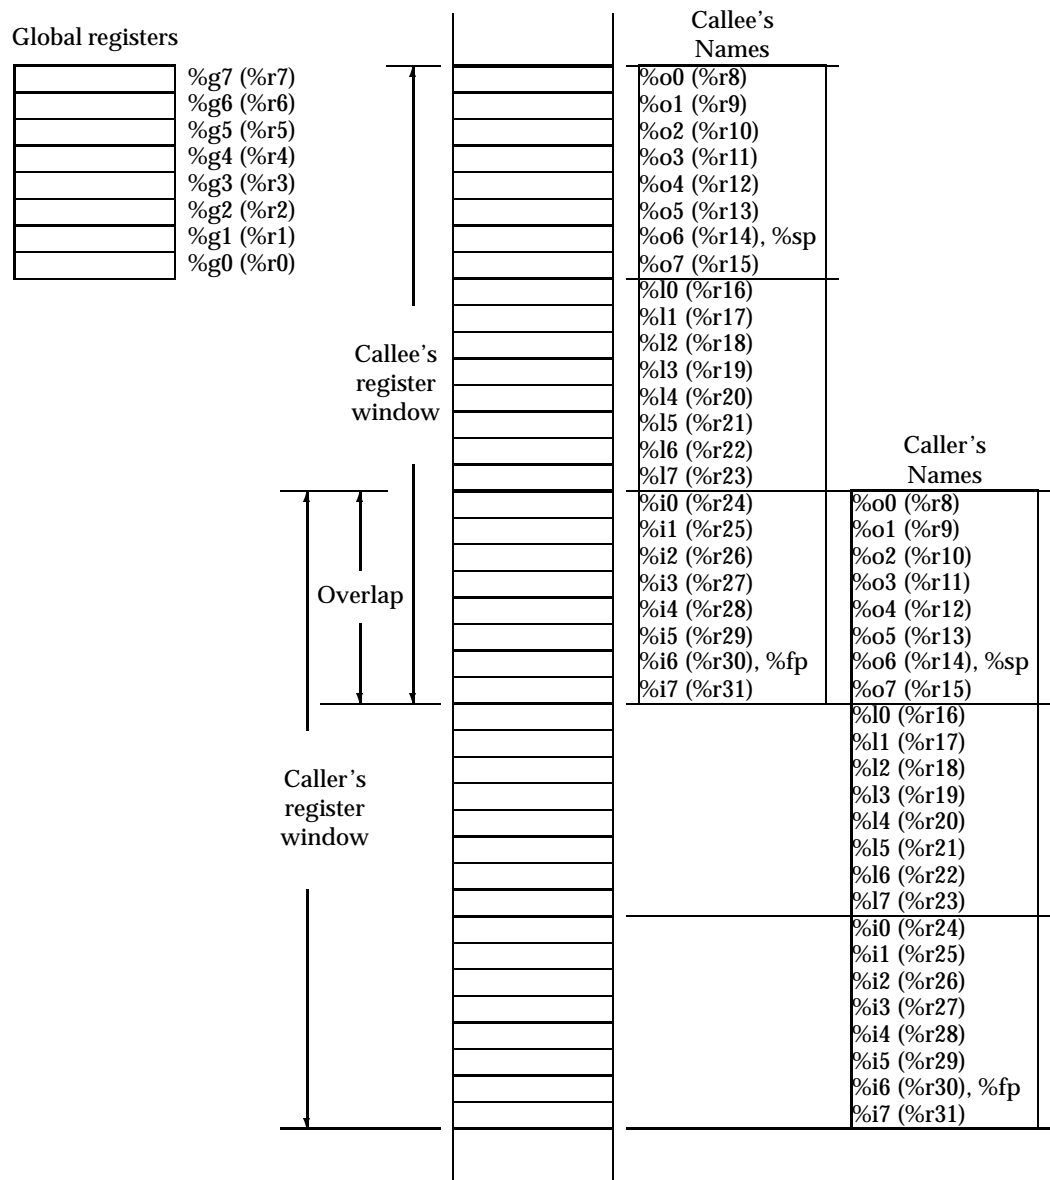 Global registers
%g7 (%r7)
%g6 (%r6)
%g5 (%r5)
%g4 (%r4)
%g3 (%r3)
%g2 (%r2)
%g1 (%r1)
%g0 (%r0)
Callee's
register
window
Overlap
Caller's
register
window
Callee's
Names
%o0 (%r8)
%o1 (%r9)
%o2 (%r10)
%o3 (%r11)
%o4 (%r12)
%o5 (%r13)
%o6 (%r14), %sp
%o7 (%r15)
%l0 (%r16)
%l1 (%r17)
%l2 (%r18)
%l3 (%r19)
%l4 (%r20)
%l5 (%r21)
%l6 (%r22)
%l7 (%r23)
%i0 (%r24)
%i1 (%r25)
%i2 (%r26)
%i3 (%r27)
%i4 (%r28)
%i5 (%r29)
%i6 (%r30), %fp
%i7 (%r31)
Caller's
Names
%o0 (%r8)
%o1 (%r9)
%o2 (%r10)
%o3 (%r11)
%o4 (%r12)
%o5 (%r13)
%o6 (%r14), %sp
%o7 (%r15)
%l0 (%r16)
%l1 (%r17)
%l2 (%r18)
%l3 (%r19)
%l4 (%r20)
%l5 (%r21)
%l6 (%r22)
%l7 (%r23)
%i0 (%r24)
%i1 (%r25)
%i2 (%r26)
%i3 (%r27)
%i4 (%r28)
%i5 (%r29)
%i6 (%r30), %fp
%i7 (%r31)